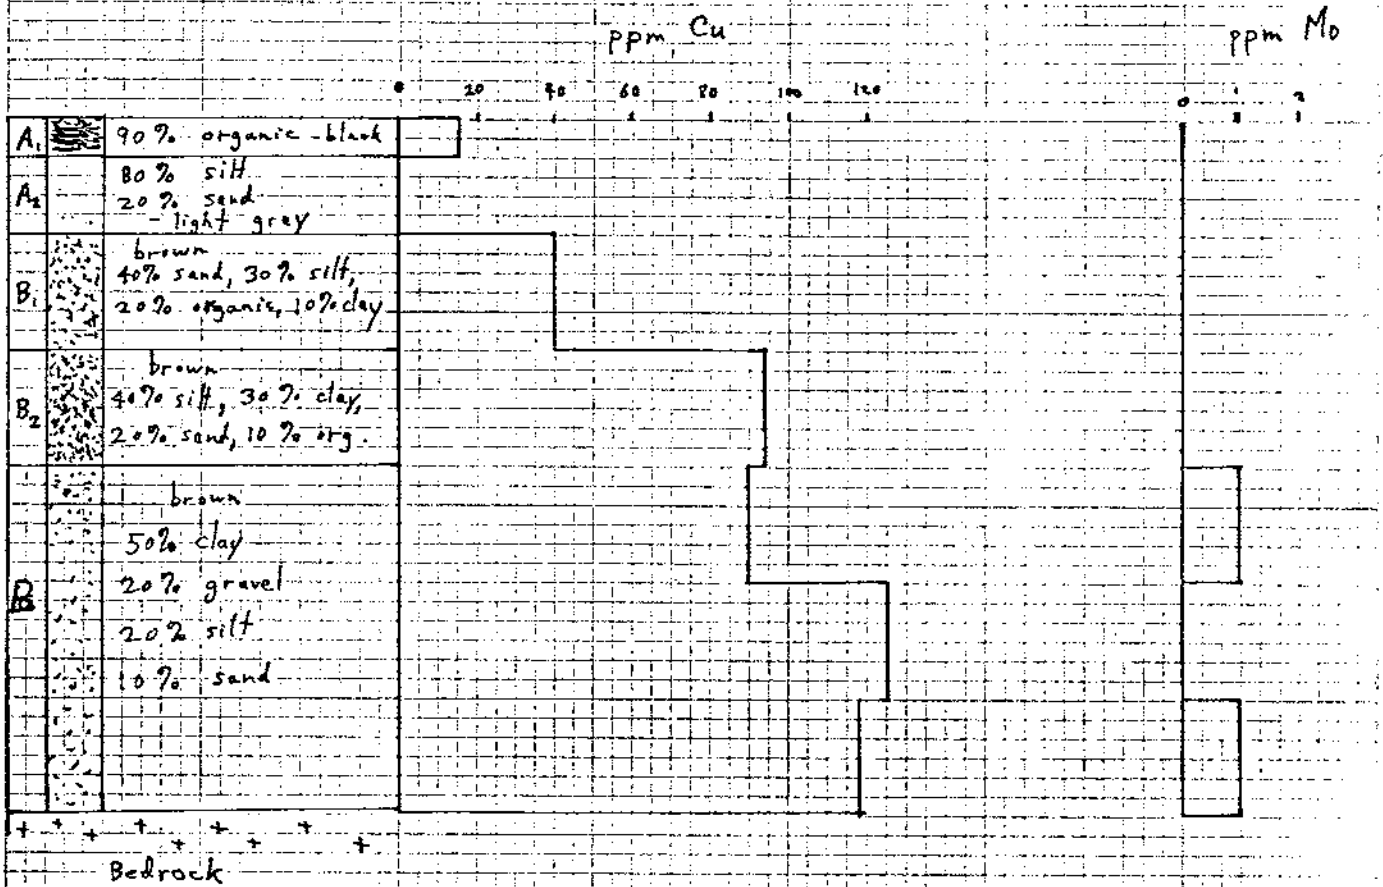 ppm Cu
ppm Mo
0 20 40 60 80 100 120
0 1 2
A1 90% organic - black
A2 80% silt
20% sand
- light gray
brown
40% sand, 30% silt,
B1 20% organic, 10% clay
brown
40% silt, 30% clay,
B2 20% sand, 10% org.
brown
50% clay
20% gravel
20% silt
10% sand
Bedrock